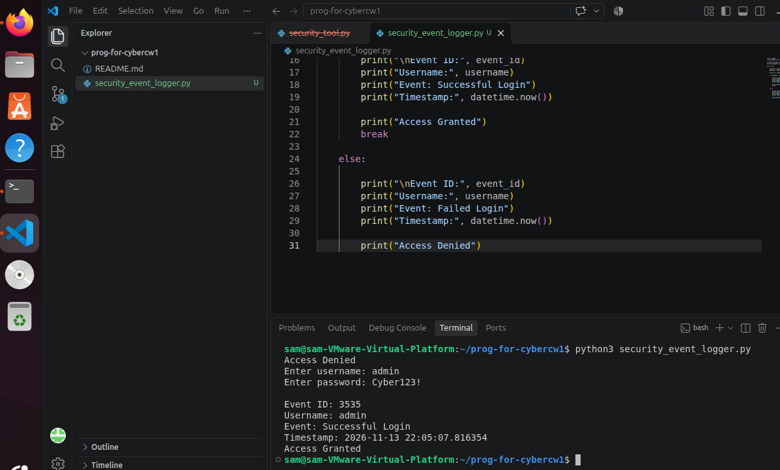 File Edit Selection View Go Run ···
prog-for-cybercw1
Explorer ···
prog-for-cybercw1
README.md
security_event_logger.py U
1
Outline
Timeline
security_tool.py
security_event_logger.py U
security_event_logger.py
16 print("\nEvent ID:", event_id)
17 print("Username:", username)
18 print("Event: Successful Login")
19 print("Timestamp:", datetime.now())
20
21 print("Access Granted")
22 break
23
24 else:
25
26 print("\nEvent ID:", event_id)
27 print("Username:", username)
28 print("Event: Failed Login")
29 print("Timestamp:", datetime.now())
30
31 print("Access Denied")
Problems Output Debug Console Terminal Ports
bash
sam@sam-VMware-Virtual-Platform:~/prog-for-cybercw1$ python3 security_event_logger.py
Access Denied
Enter username: admin
Enter password: Cyber123!
Event ID: 3535
Username: admin
Event: Successful Login
Timestamp: 2026-11-13 22:05:07.816354
Access Granted
sam@sam-VMware-Virtual-Platform:~/prog-for-cybercw1$